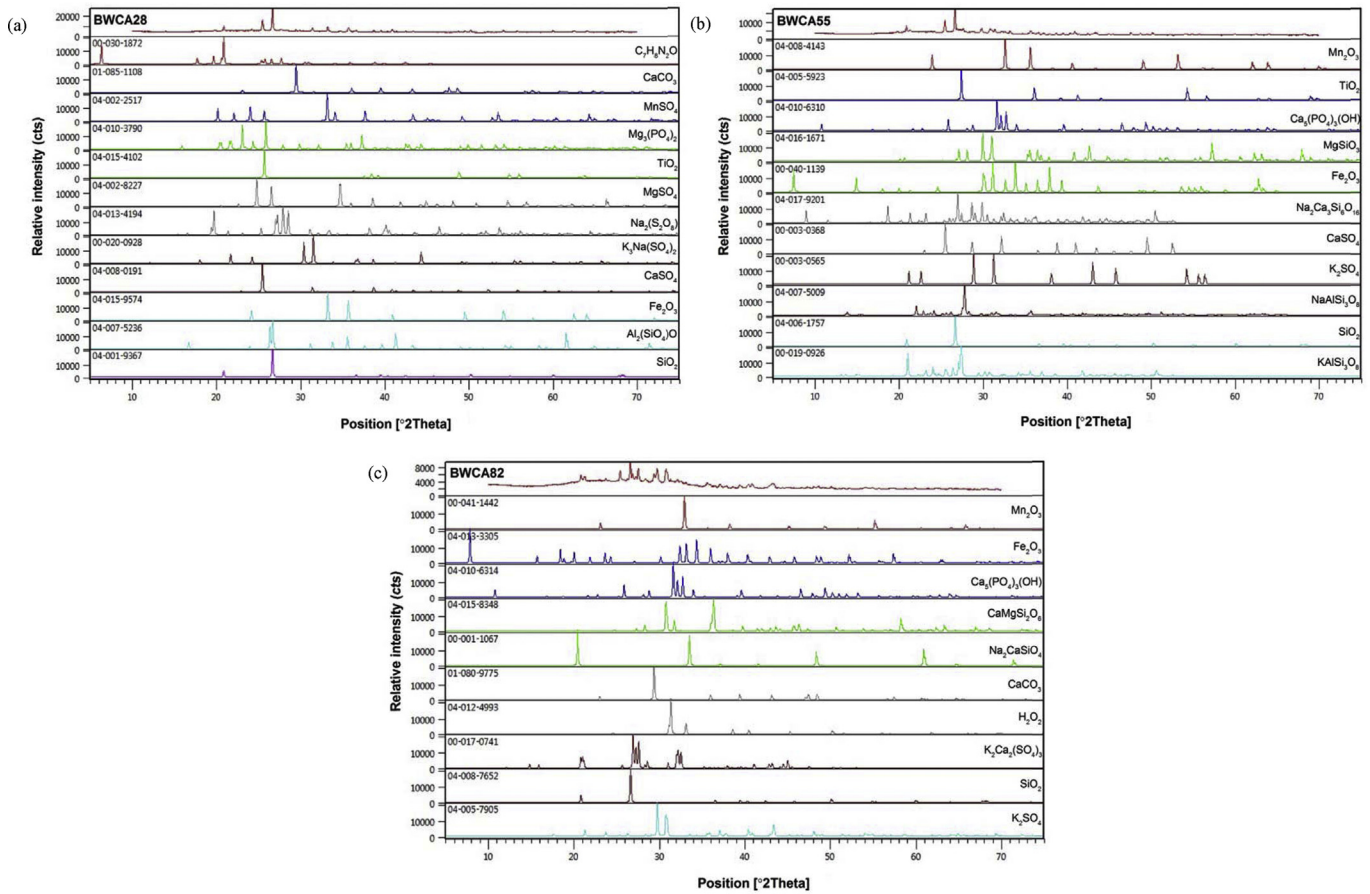 (a)
Relative intensity (cts)
BWCA28
20000
10000
0
00-030-1872
C₇H₈N₂O
10000
0
01-085-1108
CaCO₃
10000
0
04-002-2517
MnSO₄
10000
0
04-010-3790
Mg₃(PO₄)₂
10000
0
04-015-4102
TiO₂
10000
0
04-002-8227
MgSO₄
10000
0
04-013-4194
Na₂(S₂O₆)
10000
0
00-020-0928
K₃Na(SO₄)₂
10000
0
04-008-0191
CaSO₄
10000
0
04-015-9574
Fe₂O₃
10000
0
04-007-5236
Al₂(SiO₄)O
10000
0
04-001-9367
SiO₂
10000
0
10 20 30 40 50 60 70
Position [°2Theta]
(b)
Relative intensity (cts)
BWCA55
10000
0
04-008-4143
Mn₂O₃
10000
0
04-005-5923
TiO₂
10000
0
04-010-6310
Ca₅(PO₄)₃(OH)
10000
0
04-016-1671
MgSiO₃
10000
0
00-040-1139
Fe₂O₃
10000
0
04-017-9201
Na₂Ca₃Si₆O₁₆
10000
0
00-003-0368
CaSO₄
10000
0
00-003-0565
K₂SO₄
10000
0
04-007-5009
NaAlSi₃O₈
10000
0
04-006-1757
SiO₂
10000
0
00-019-0926
KAlSi₃O₈
10000
0
10 20 30 40 50 60 70
Position [°2Theta]
(c)
Relative intensity (cts)
BWCA82
8000
4000
0
00-041-1442
Mn₂O₃
10000
0
04-013-3305
Fe₂O₃
10000
0
04-010-6314
Ca₅(PO₄)₃(OH)
10000
0
04-015-8348
CaMgSi₂O₆
10000
0
00-001-1067
Na₂CaSiO₄
10000
0
01-080-9775
CaCO₃
10000
0
04-012-4993
H₂O₂
10000
0
00-017-0741
K₂Ca₂(SO₄)₃
10000
0
04-008-7652
SiO₂
10000
0
04-005-7905
K₂SO₄
10000
0
10 20 30 40 50 60 70
Position [°2Theta]